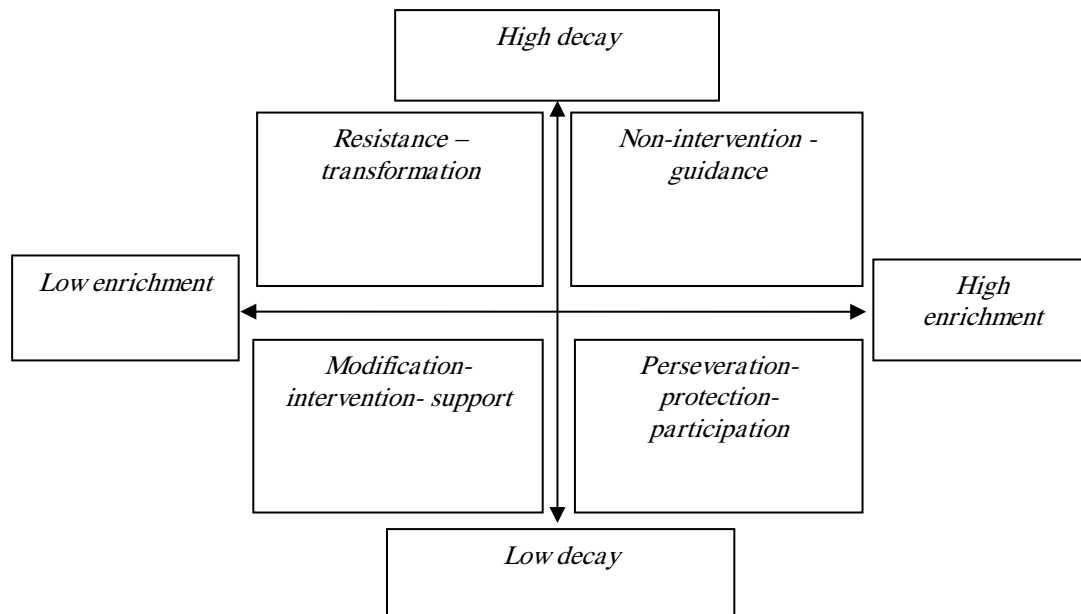 High decay
Resistance –
transformation
Non-intervention -
guidance
Low enrichment
High
enrichment
Modification-
intervention- support
Perseveration-
protection-
participation
Low decay